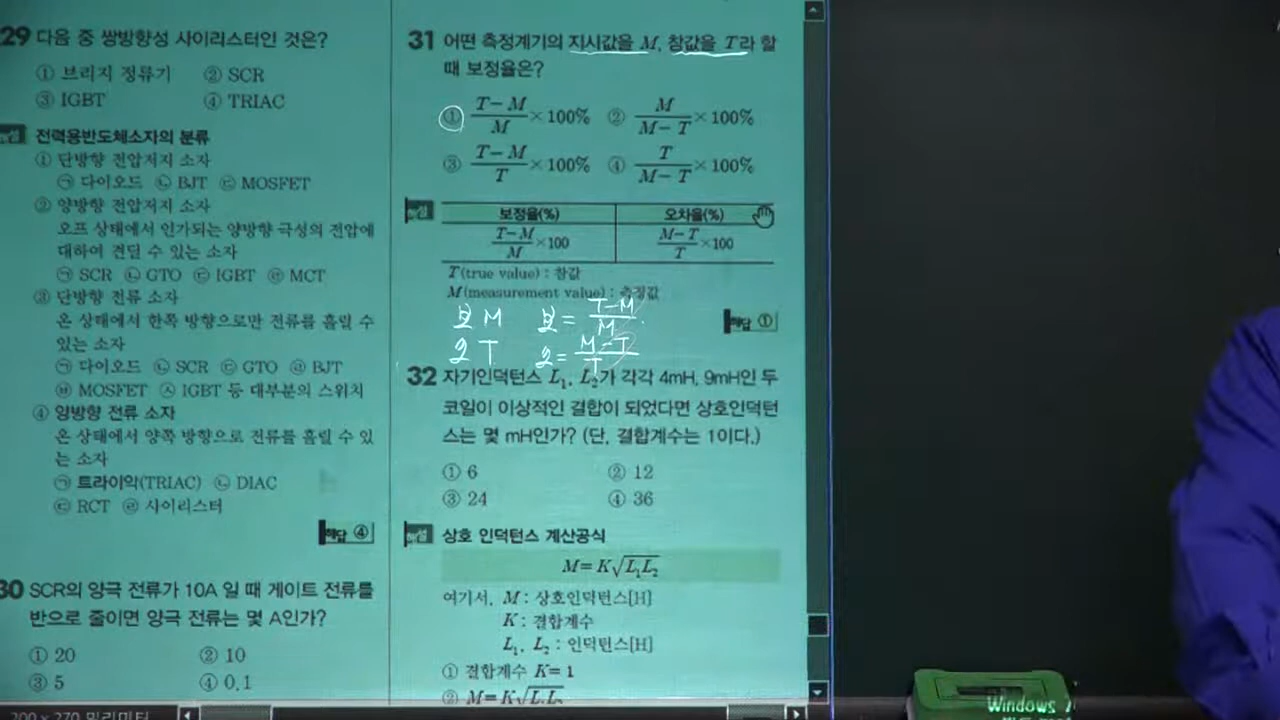 29 다음 중 쌍방향성 사이리스터인 것은?
① 브리지 정류기 ② SCR
③ IGBT ④ TRIAC
전력용반도체소자의 분류
① 단방향 전압저지 소자
㉠ 다이오드 ㉡ BJT ㉢ MOSFET
② 양방향 전압저지 소자
오프 상태에서 인가되는 양방향 극성의 전압에
대하여 견딜 수 있는 소자
㉠ SCR ㉡ GTO ㉢ IGBT ㉣ MCT
③ 단방향 전류 소자
온 상태에서 한쪽 방향으로만 전류를 흘릴 수
있는 소자
㉠ 다이오드 ㉡ SCR ㉢ GTO ㉣ BJT
㉤ MOSFET ㉦ IGBT 등 대부분의 스위치
④ 양방향 전류 소자
온 상태에서 양쪽 방향으로 전류를 흘릴 수 있
는 소자
㉠ 트라이악(TRIAC) ㉡ DIAC
㉢ RCT ㉣ 사이리스터
해답 ④
30 SCR의 양극 전류가 10A 일 때 게이트 전류를
반으로 줄이면 양극 전류는 몇 A인가?
① 20 ② 10
③ 5 ④ 0.1
31 어떤 측정계기의 지시값을 M, 참값을 T라 할
때 보정율은?
① T-M/M × 100% ② M/M-T × 100%
③ T-M/T × 100% ④ T/M-T × 100%
해설
보정율(%) 오차율(%)
T-M/M ×100 M-T/T ×100
T(true value) : 참값
M(measurement value) : 측정값
보 M 보 = T-M/M
오 T 오 = M-T/T
해답 ①
32 자기인덕턴스 L₁, L₂가 각각 4mH, 9mH인 두
코일이 이상적인 결합이 되었다면 상호인덕턴
스는 몇 mH인가? (단, 결합계수는 1이다.)
① 6 ② 12
③ 24 ④ 36
해설 상호 인덕턴스 계산공식
M=K√L₁L₂
여기서, M : 상호인덕턴스[H]
K : 결합계수
L₁, L₂ : 인덕턴스[H]
① 결합계수 K=1
② M=K√L₁L₂
200 x 270 밀리미터
Windows 7